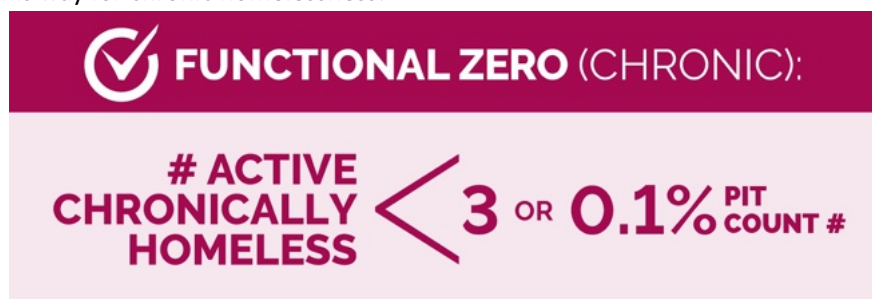 FUNCTIONAL ZERO (CHRONIC):
# ACTIVE
CHRONICALLY
HOMELESS
< 3 OR 0.1% PIT
COUNT #